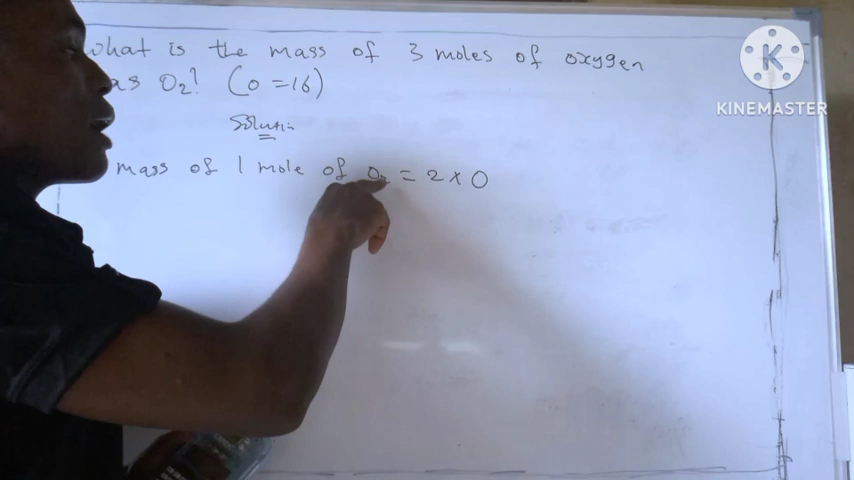 what is the mass of 3 moles of oxygen
as O₂? (O =16)
Solution
mass of 1 mole of O₂ = 2 x O
K
KINEMASTER